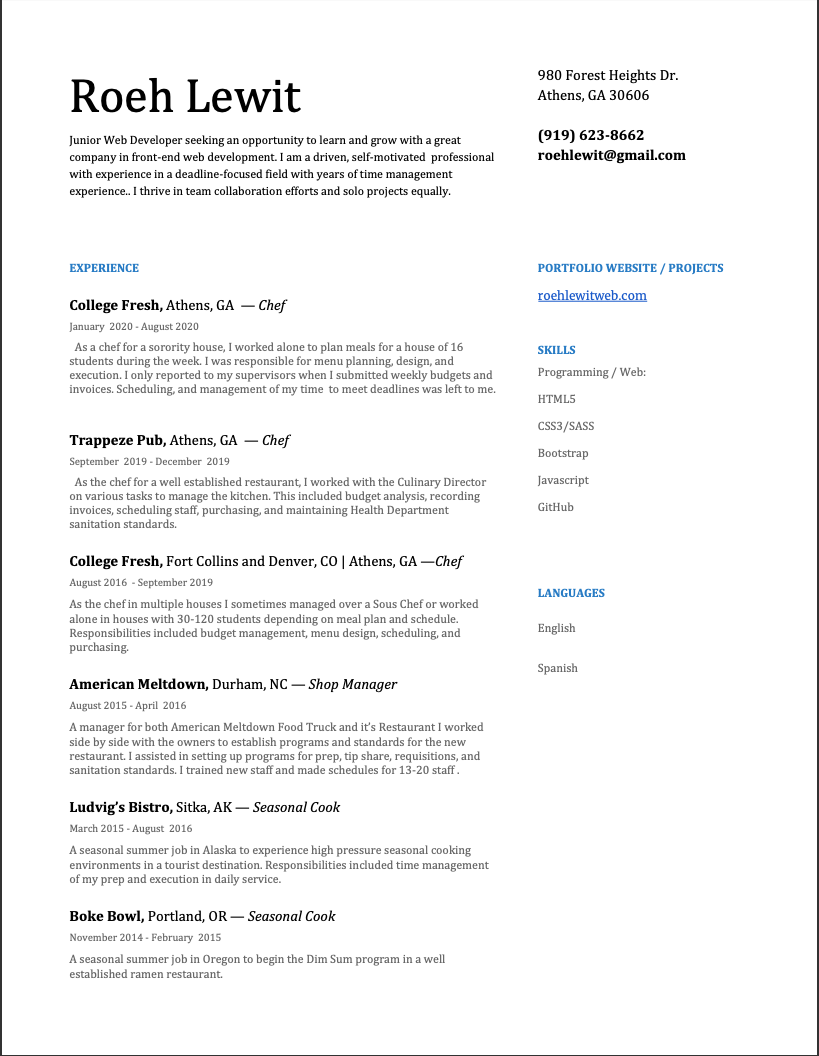 Roeh Lewit
Junior Web Developer seeking an opportunity to learn and grow with a great
company in front-end web development. I am a driven, self-motivated  professional
with experience in a deadline-focused field with years of time management
experience.. I thrive in team collaboration efforts and solo projects equally.
980 Forest Heights Dr.
Athens, GA 30606
(919) 623-8662
roehlewit@gmail.com
EXPERIENCE
College Fresh, Athens, GA  — Chef
January  2020 - August 2020
As a chef for a sorority house, I worked alone to plan meals for a house of 16
students during the week. I was responsible for menu planning, design, and
execution. I only reported to my supervisors when I submitted weekly budgets and
invoices. Scheduling, and management of my time  to meet deadlines was left to me.
Trappeze Pub, Athens, GA  — Chef
September  2019 - December  2019
As the chef for a well established restaurant, I worked with the Culinary Director
on various tasks to manage the kitchen. This included budget analysis, recording
invoices, scheduling staff, purchasing, and maintaining Health Department
sanitation standards.
College Fresh, Fort Collins and Denver, CO | Athens, GA —Chef
August 2016  - September 2019
As the chef in multiple houses I sometimes managed over a Sous Chef or worked
alone in houses with 30-120 students depending on meal plan and schedule.
Responsibilities included budget management, menu design, scheduling, and
purchasing.
American Meltdown, Durham, NC — Shop Manager
August 2015 - April  2016
A manager for both American Meltdown Food Truck and it’s Restaurant I worked
side by side with the owners to establish programs and standards for the new
restaurant. I assisted in setting up programs for prep, tip share, requisitions, and
sanitation standards. I trained new staff and made schedules for 13-20 staff .
Ludvig’s Bistro, Sitka, AK — Seasonal Cook
March 2015 - August  2016
A seasonal summer job in Alaska to experience high pressure seasonal cooking
environments in a tourist destination. Responsibilities included time management
of my prep and execution in daily service.
Boke Bowl, Portland, OR — Seasonal Cook
November 2014 - February  2015
A seasonal summer job in Oregon to begin the Dim Sum program in a well
established ramen restaurant.
PORTFOLIO WEBSITE / PROJECTS
roehlewitweb.com
SKILLS
Programming / Web:
HTML5
CSS3/SASS
Bootstrap
Javascript
GitHub
LANGUAGES
English
Spanish